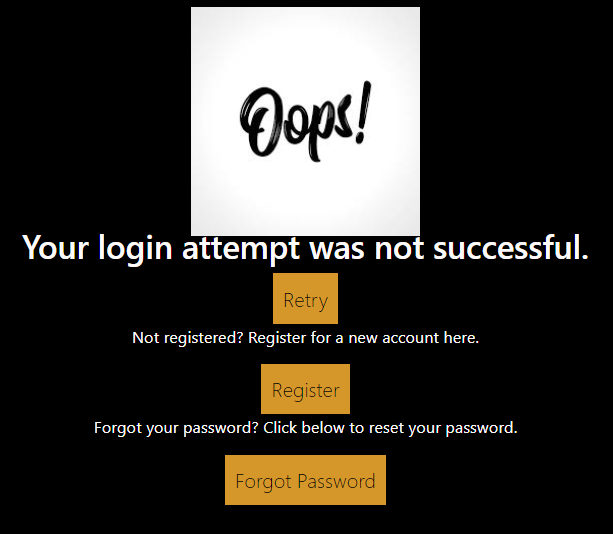 Oops!
Your login attempt was not successful.
Retry
Not registered? Register for a new account here.
Register
Forgot your password? Click below to reset your password.
Forgot Password